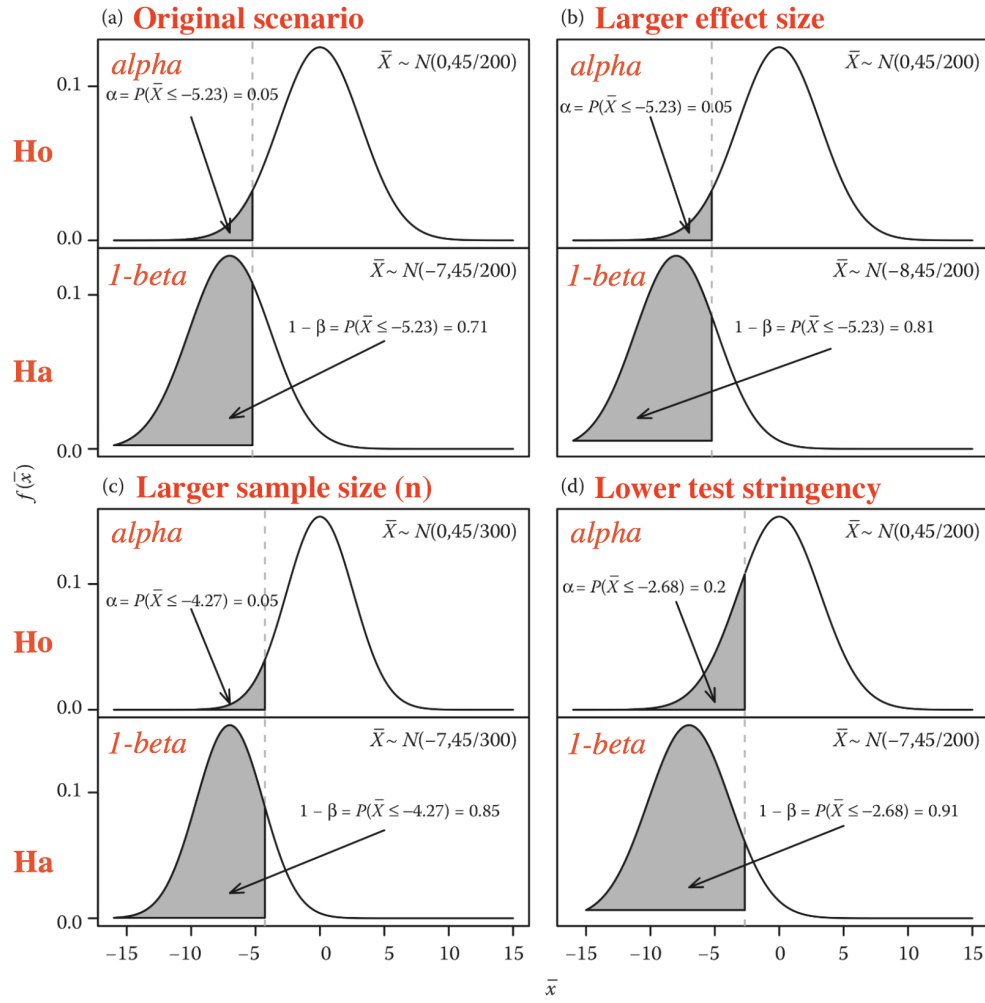 (a) Original scenario
(b) Larger effect size
alpha
X̄ ~ N(0,45/200)
α = P(X̄ ≤ −5.23) = 0.05
alpha
X̄ ~ N(0,45/200)
α = P(X̄ ≤ −5.23) = 0.05
0.1
Ho
0.0
1-beta
X̄ ~ N(−7,45/200)
1 − β = P(X̄ ≤ −5.23) = 0.71
1-beta
X̄ ~ N(−8,45/200)
1 − β = P(X̄ ≤ −5.23) = 0.81
0.1
Ha
0.0
f(x̄)
(c) Larger sample size (n)
(d) Lower test stringency
alpha
X̄ ~ N(0,45/300)
α = P(X̄ ≤ −4.27) = 0.05
alpha
X̄ ~ N(0,45/200)
α = P(X̄ ≤ −2.68) = 0.2
0.1
Ho
0.0
1-beta
X̄ ~ N(−7,45/300)
1 − β = P(X̄ ≤ −4.27) = 0.85
1-beta
X̄ ~ N(−7,45/200)
1 − β = P(X̄ ≤ −2.68) = 0.91
0.1
Ha
0.0
−15 −10 −5 0 5 10 15
−15 −10 −5 0 5 10 15
x̄